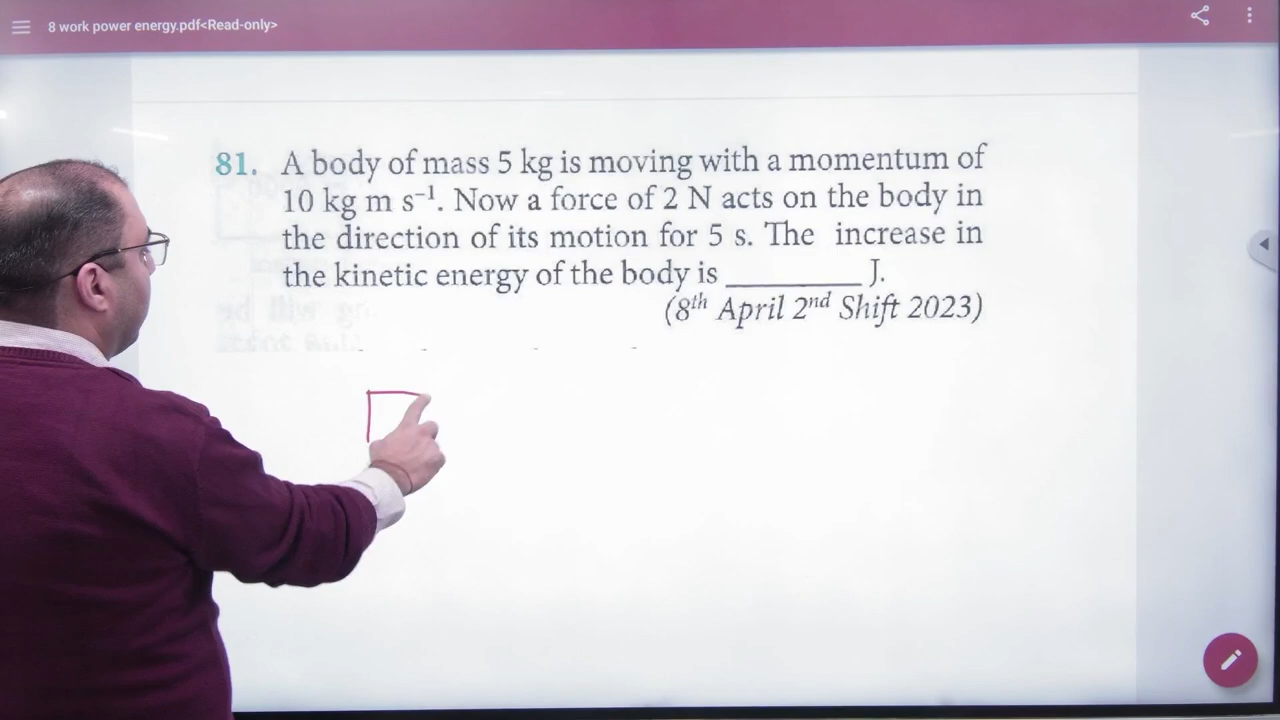 8 work power energy.pdf<Read-only>
81. A body of mass 5 kg is moving with a momentum of
10 kg m s⁻¹. Now a force of 2 N acts on the body in
the direction of its motion for 5 s. The increase in
the kinetic energy of the body is _________ J.
(8th April 2nd Shift 2023)